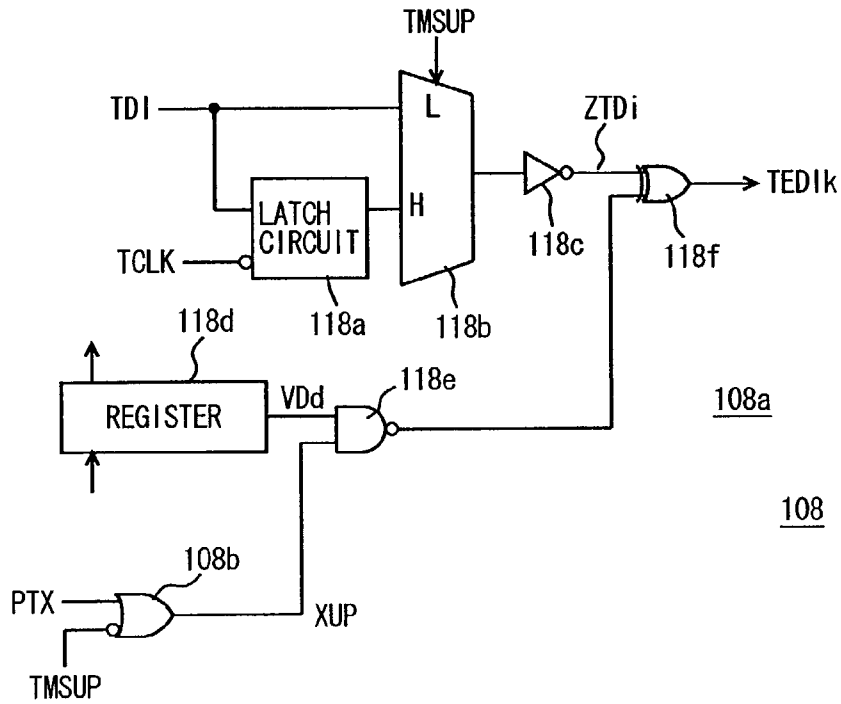 TMSUP
TDI
L
ZTDi
TEDIk
LATCH
CIRCUIT
H
118c
118f
TCLK
118a
118b
118d
118e
VDd
REGISTER
108a
108
108b
PTX
XUP
TMSUP